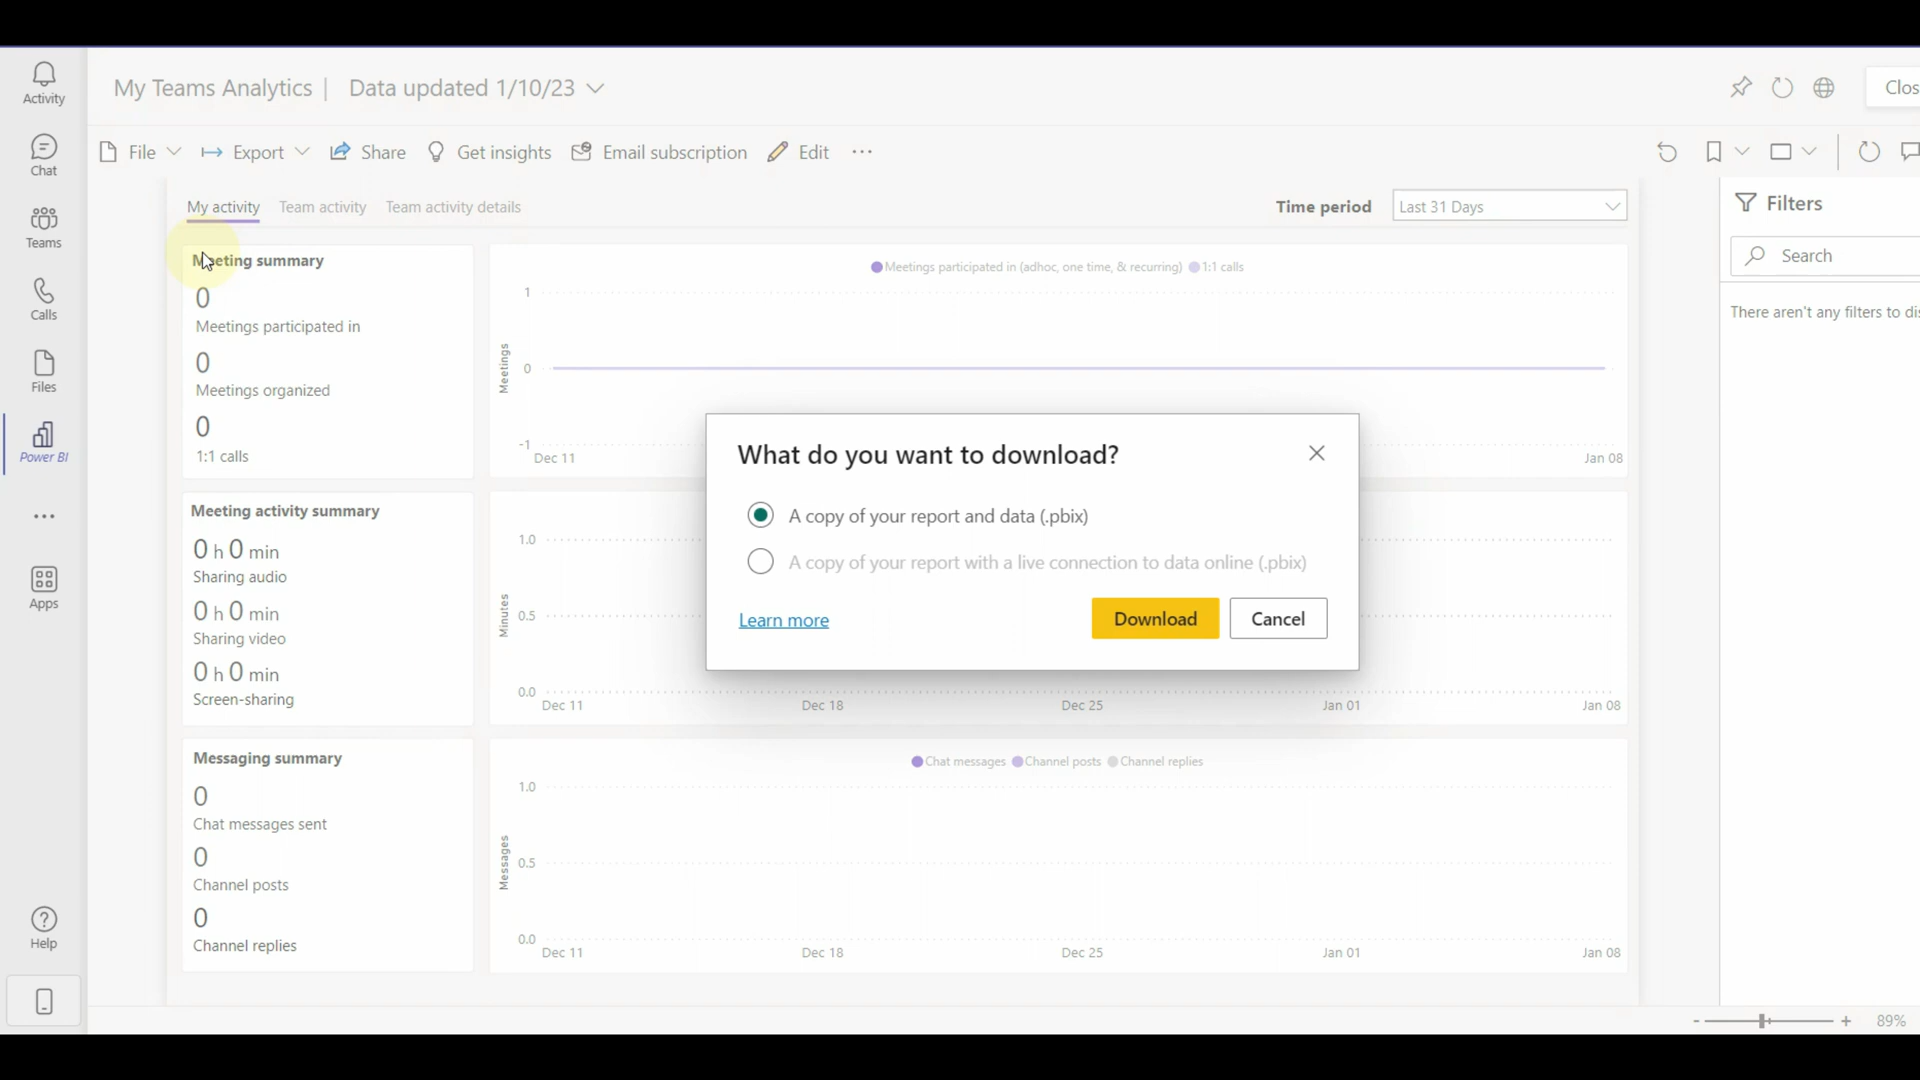 Activity
Chat
Teams
Calls
Files
Power BI
Apps
Help
My Teams Analytics | Data updated 1/10/23
Clos
File Export Share Get insights Email subscription Edit
My activity Team activity Team activity details
Time period Last 31 Days
Filters
Search
There aren't any filters to dis
Meeting summary
0
Meetings participated in
0
Meetings organized
0
1:1 calls
Meetings participated in (adhoc, one time, & recurring) 1:1 calls
Meetings
1
0
-1
Dec 11 Jan 08
What do you want to download?
A copy of your report and data (.pbix)
A copy of your report with a live connection to data online (.pbix)
Learn more Download Cancel
Meeting activity summary
0 h 0 min
Sharing audio
0 h 0 min
Sharing video
0 h 0 min
Screen-sharing
Minutes
1.0
0.5
0.0
Dec 11 Dec 18 Dec 25 Jan 01 Jan 08
Messaging summary
0
Chat messages sent
0
Channel posts
0
Channel replies
Chat messages Channel posts Channel replies
Messages
1.0
0.5
0.0
Dec 11 Dec 18 Dec 25 Jan 01 Jan 08
- + 89%